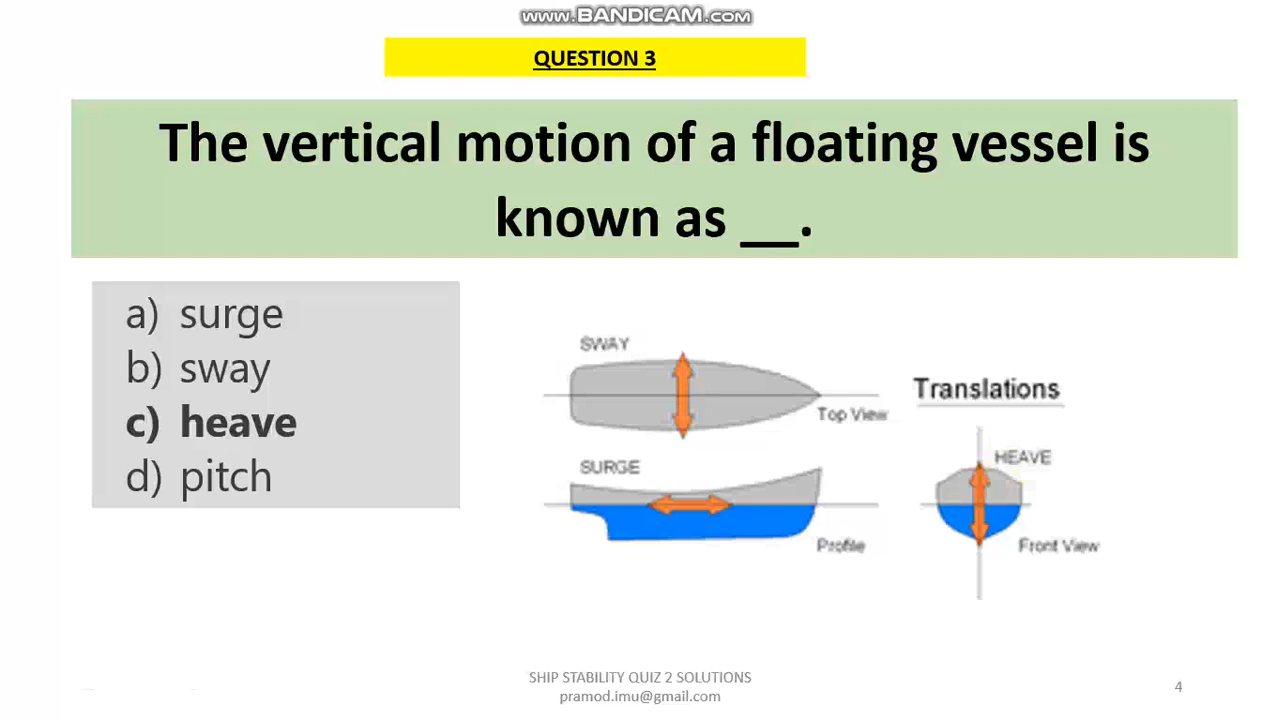 www.BANDICAM.com
QUESTION 3
The vertical motion of a floating vessel is
known as __.
a) surge
b) sway
c) heave
d) pitch
SWAY
Top View
Translations
SURGE
HEAVE
Profile
Front View
SHIP STABILITY QUIZ 2 SOLUTIONS
pramod.imu@gmail.com
4